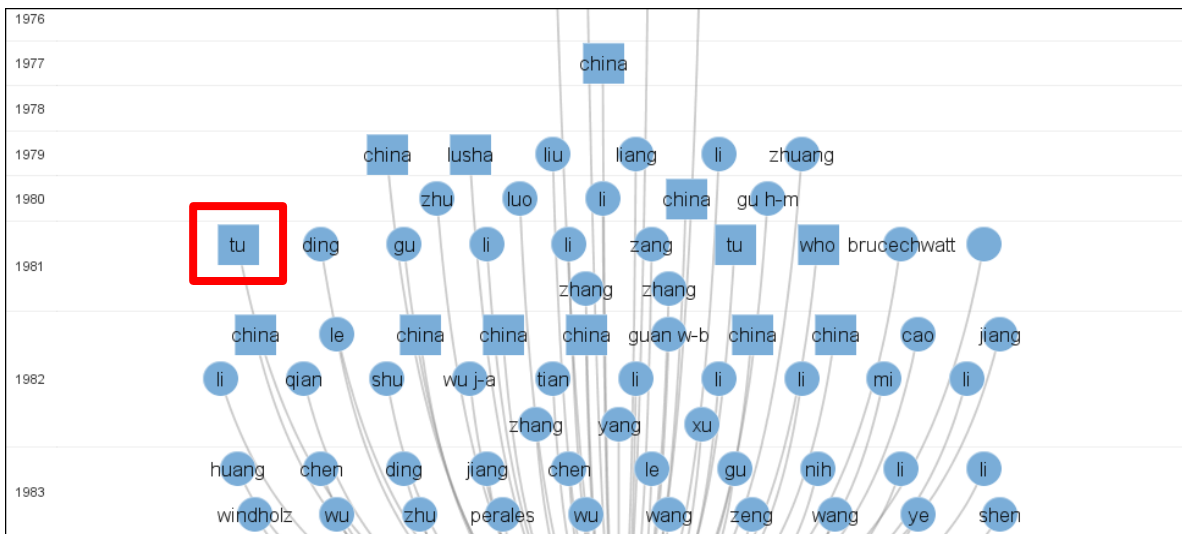 1976
1977
china
1978
1979
china lusha liu liang li zhuang
1980
zhu luo li china gu h-m
1981
tu ding gu li li zang tu who brucechwatt
zhang zhang
china le china china china guan w-b china china cao jiang
1982
li qian shu wu j-a tian li li li mi li
zhang yang xu
huang chen ding jiang chen le gu nih li li
1983
windholz wu zhu perales wu wang zeng wang ye shen